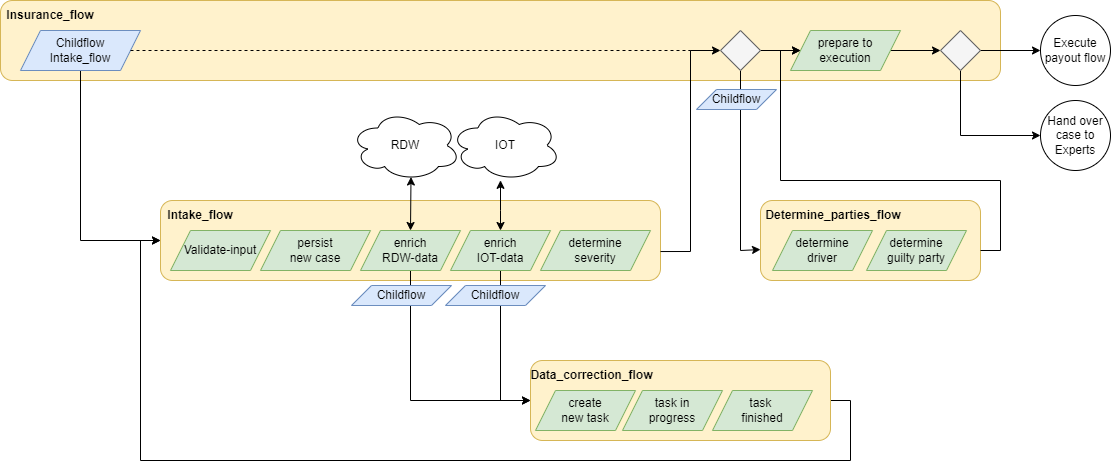 Insurance_flow
Childflow
Intake_flow
prepare to
execution
Execute
payout flow
Childflow
Hand over
case to
Experts
RDW
IOT
Intake_flow
Validate-input
persist
new case
enrich
RDW-data
enrich
IOT-data
determine
severity
Determine_parties_flow
determine
driver
determine
guilty party
Childflow
Childflow
Data_correction_flow
create
new task
task in
progress
task
finished